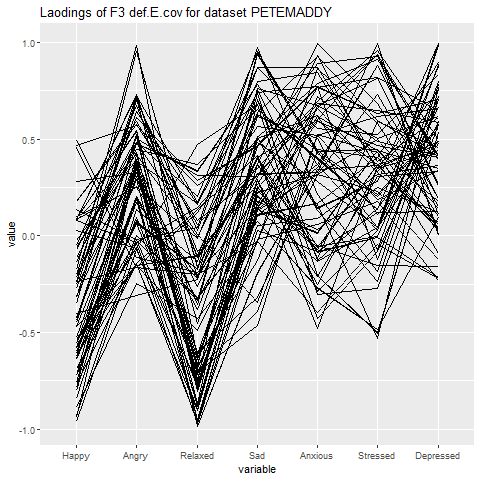 Laodings of F3 def.E.cov for dataset PETEMADDY
1.0
0.5
0.0
-0.5
-1.0
value
Happy Angry Relaxed Sad Anxious Stressed Depressed
variable